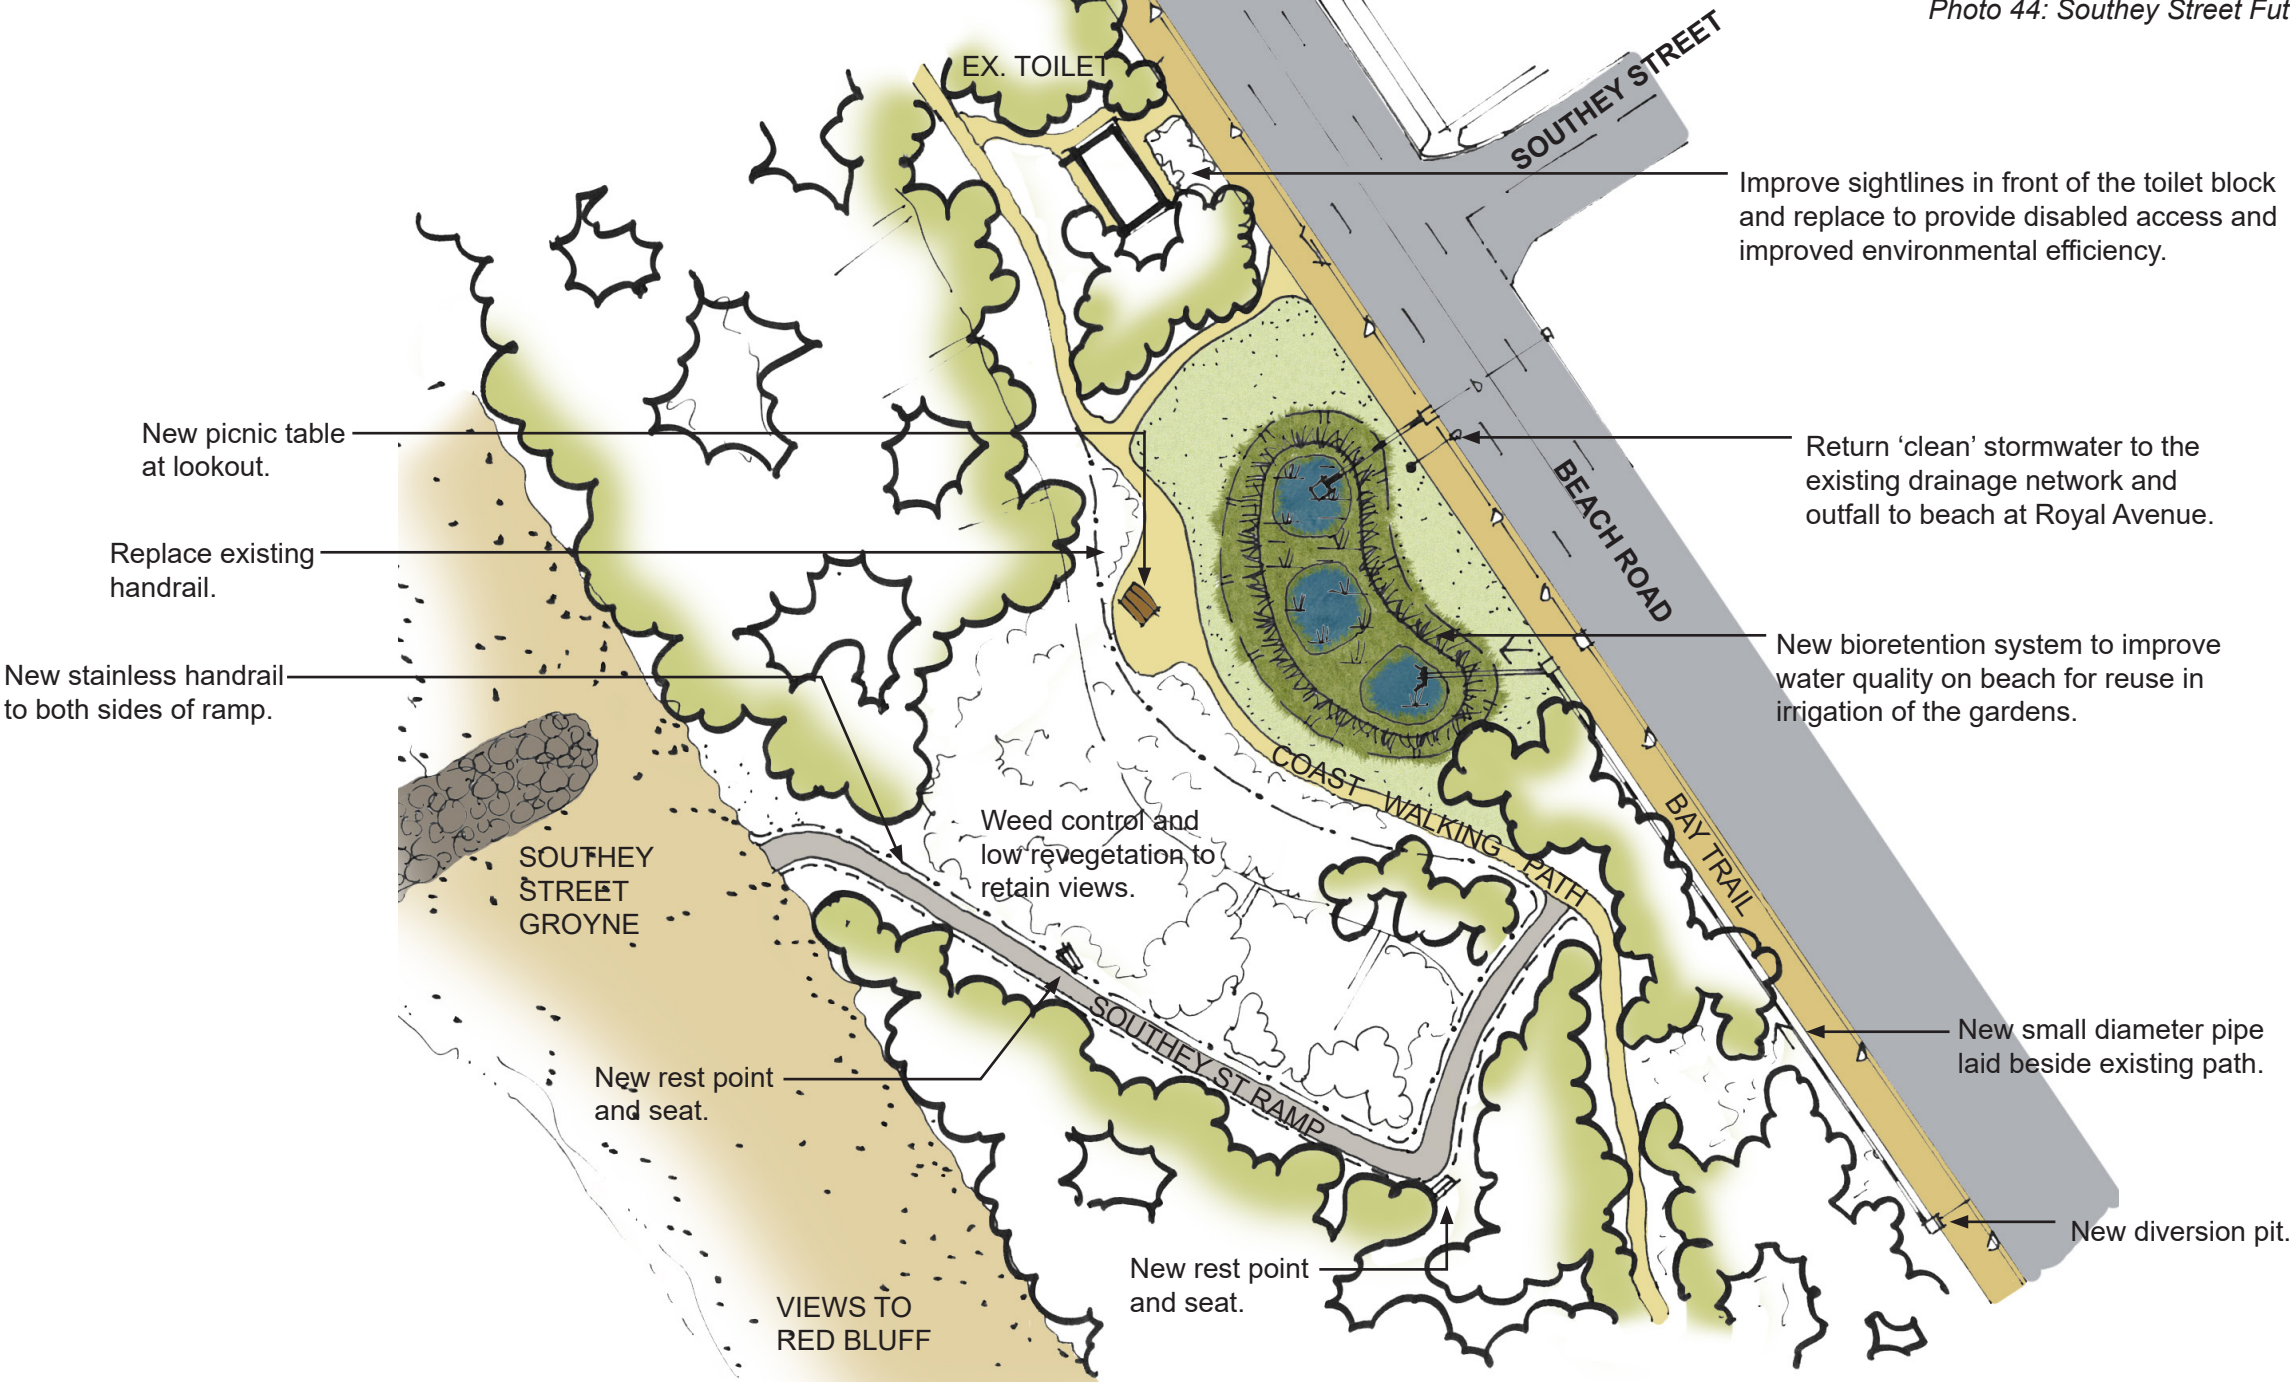 Photo 44: Southey Street Fut
EX. TOILET
SOUTHEY STREET
Improve sightlines in front of the toilet block
and replace to provide disabled access and
improved environmental efficiency.
New picnic table
at lookout.
Return ‘clean’ stormwater to the
existing drainage network and
outfall to beach at Royal Avenue.
BEACH ROAD
Replace existing
handrail.
New stainless handrail
to both sides of ramp.
New bioretention system to improve
water quality on beach for reuse in
irrigation of the gardens.
COAST WALKING PATH
BAY TRAIL
Weed control and
low revegetation to
retain views.
SOUTHEY
STREET
GROYNE
SOUTHEY ST RAMP
New small diameter pipe
laid beside existing path.
New rest point
and seat.
New diversion pit.
New rest point
and seat.
VIEWS TO
RED BLUFF